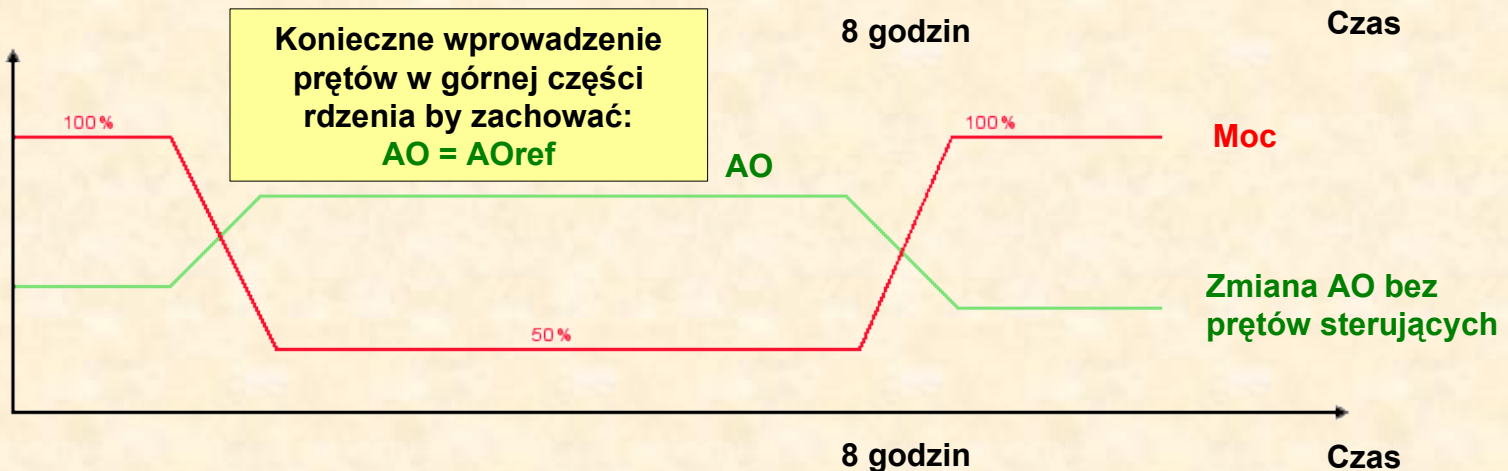 8 godzin
Czas
Konieczne wprowadzenie
prętów w górnej części
rdzenia by zachować:
AO = AOref
100%
AO
100%
Moc
Zmiana AO bez
prętów sterujących
50%
8 godzin
Czas